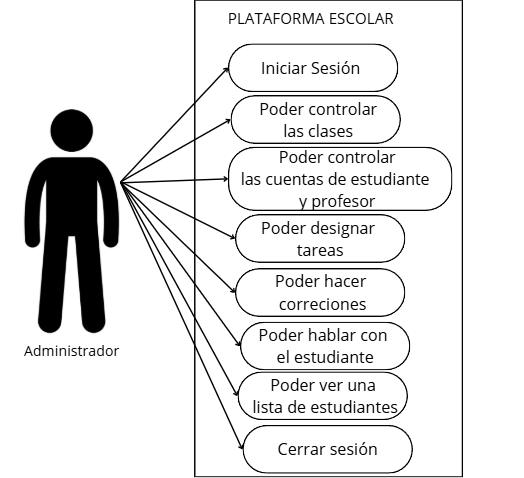 PLATAFORMA ESCOLAR
Iniciar Sesión
Poder controlar
las clases
Poder controlar
las cuentas de estudiante
y profesor
Poder designar
tareas
Poder hacer
correciones
Poder hablar con
el estudiante
Poder ver una
lista de estudiantes
Cerrar sesión
Administrador